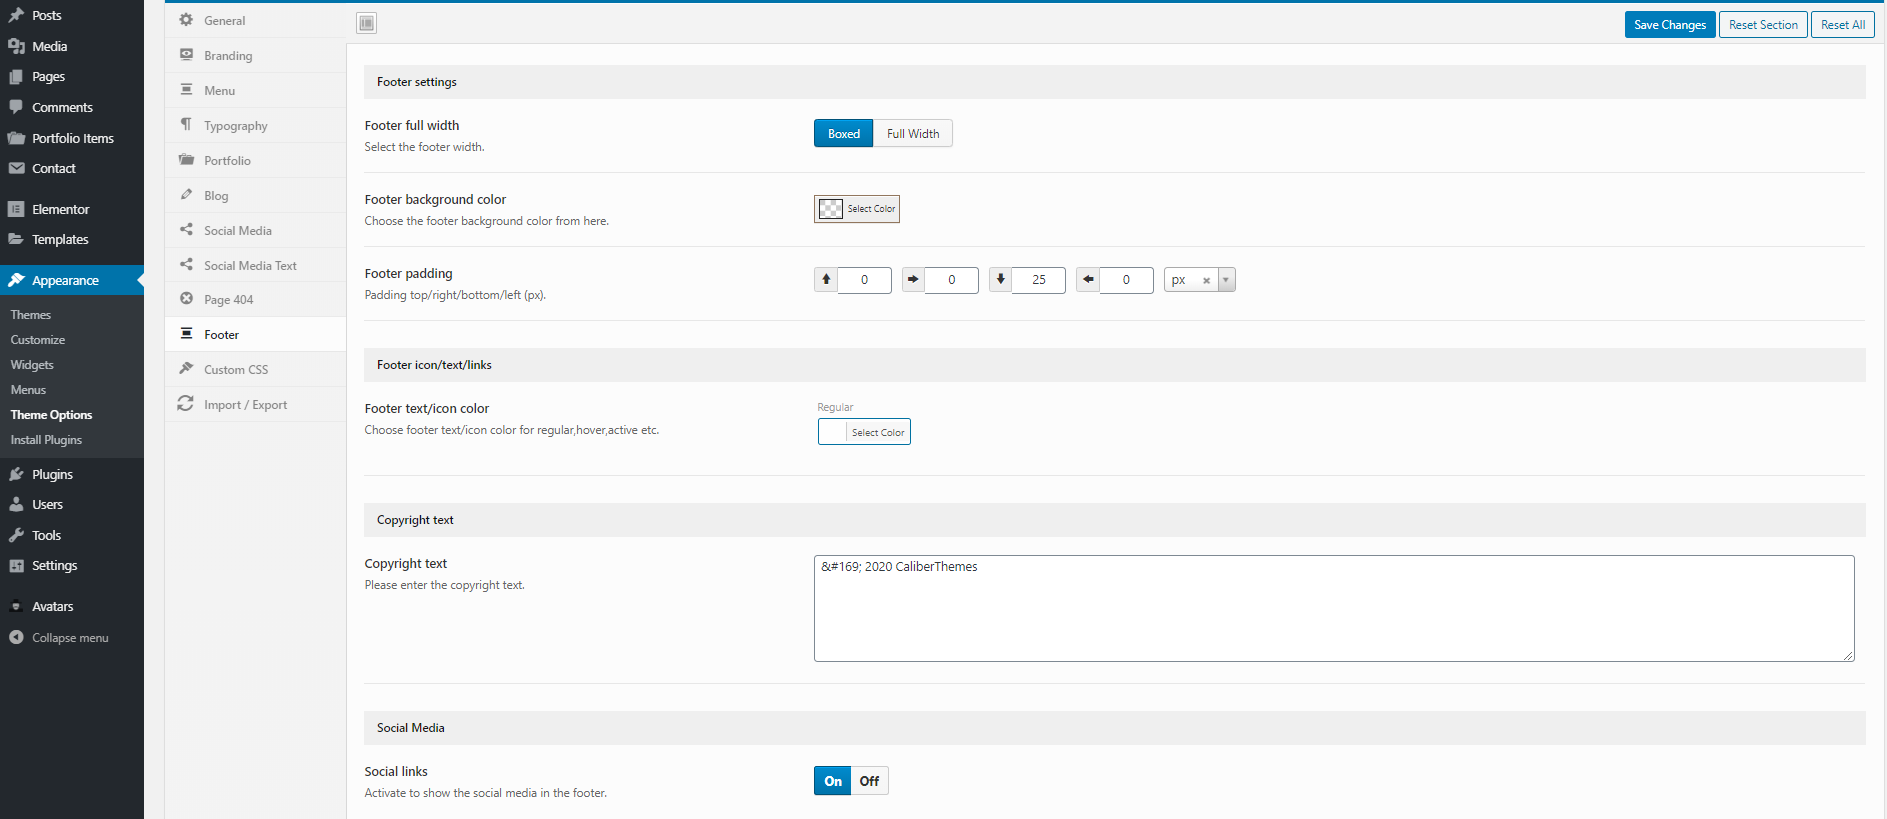 Posts
Media
Pages
Comments
Portfolio Items
Contact
Elementor
Templates
Appearance
Themes
Customize
Widgets
Menus
Theme Options
Install Plugins
Plugins
Users
Tools
Settings
Avatars
Collapse menu
General
Branding
Menu
Typography
Portfolio
Blog
Social Media
Social Media Text
Page 404
Footer
Custom CSS
Import / Export
Save Changes Reset Section Reset All
Footer settings
Footer full width
Select the footer width.
Boxed Full Width
Footer background color
Choose the footer background color from here.
Select Color
Footer padding
Padding top/right/bottom/left (px).
0 0 25 0 px
Footer icon/text/links
Footer text/icon color
Choose footer text/icon color for regular,hover,active etc.
Regular
Select Color
Copyright text
Copyright text
Please enter the copyright text.
&#169; 2020 CaliberThemes
Social Media
Social links
Activate to show the social media in the footer.
On Off